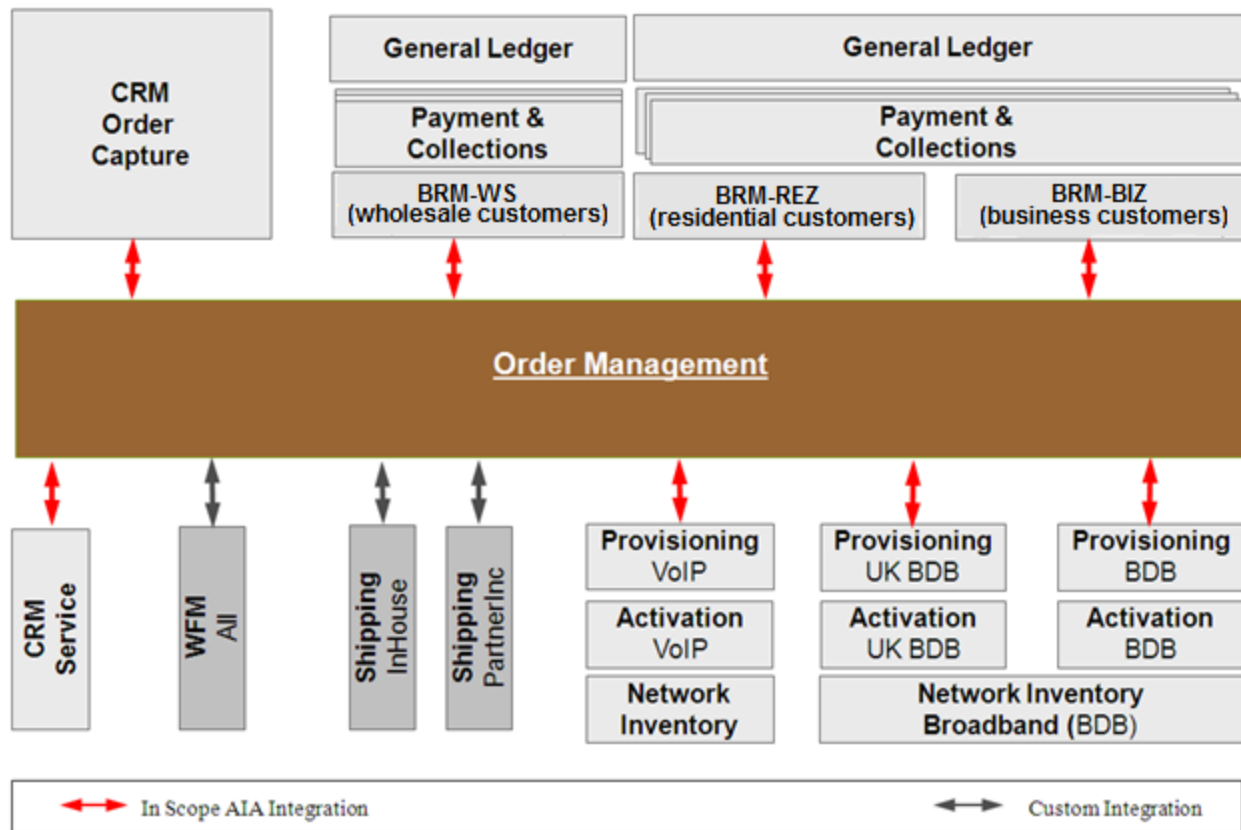 CRM
Order
Capture
General Ledger
Payment &
Collections
BRM-WS
(wholesale customers)
General Ledger
Payment &
Collections
BRM-REZ
(residential customers)
BRM-BIZ
(business customers)
Order Management
CRM
Service
WFM
All
Shipping
InHouse
Shipping
PartnerInc
Provisioning
VoIP
Activation
VoIP
Network
Inventory
Provisioning
UK BDB
Activation
UK BDB
Provisioning
BDB
Activation
BDB
Network Inventory
Broadband (BDB)
In Scope AIA Integration
Custom Integration